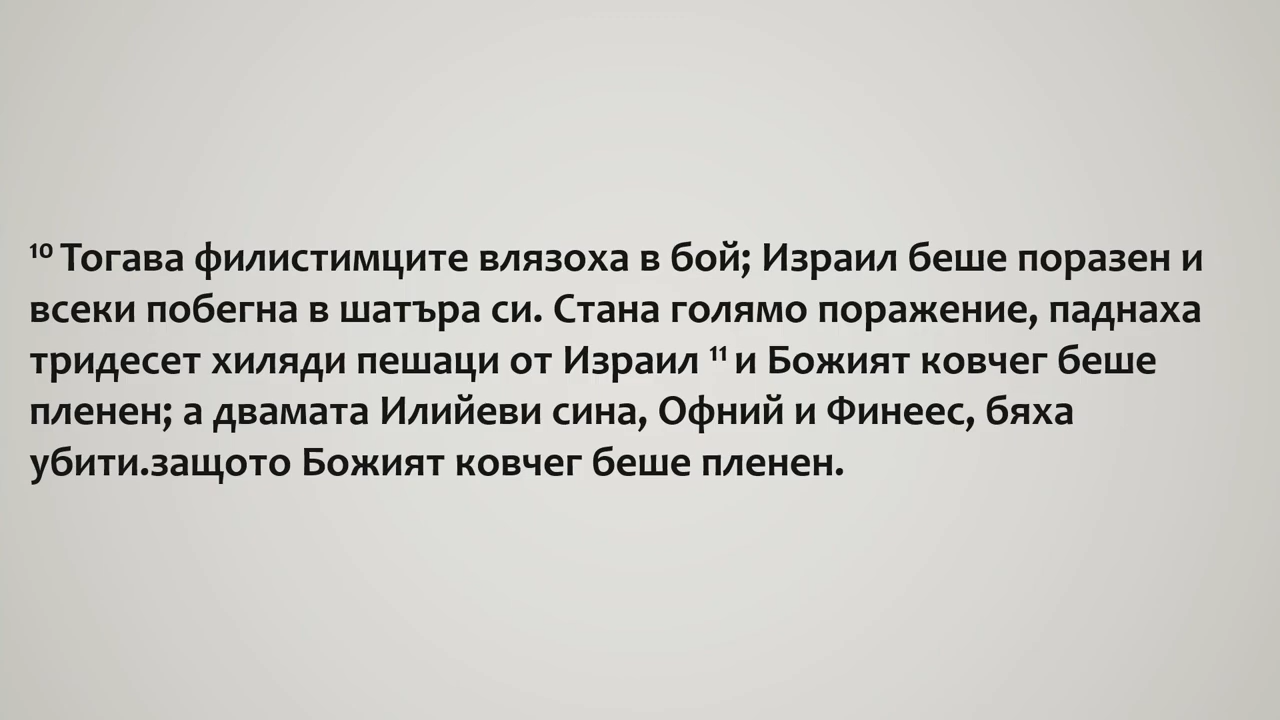 ¹⁰ Тогава филистимците влязоха в бой; Израил беше поразен и
всеки побегна в шатъра си. Стана голямо поражение, паднаха
тридесет хиляди пешаци от Израил ¹¹ и Божият ковчег беше
пленен; а двамата Илийеви сина, Офний и Финеес, бяха
убити.защото Божият ковчег беше пленен.